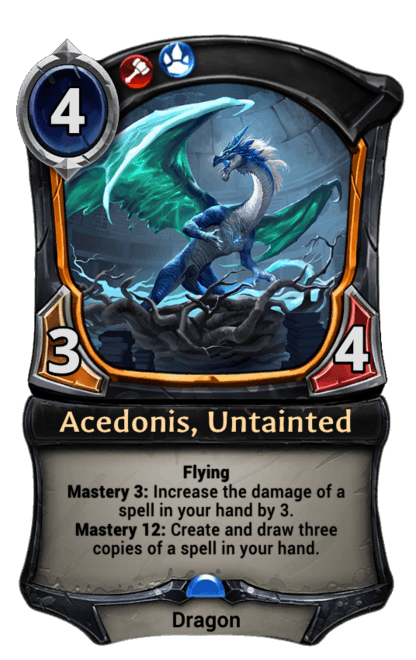 4
3
4
Acedonis, Untainted
Flying
Mastery 3: Increase the damage of a
spell in your hand by 3.
Mastery 12: Create and draw three
copies of a spell in your hand.
Dragon